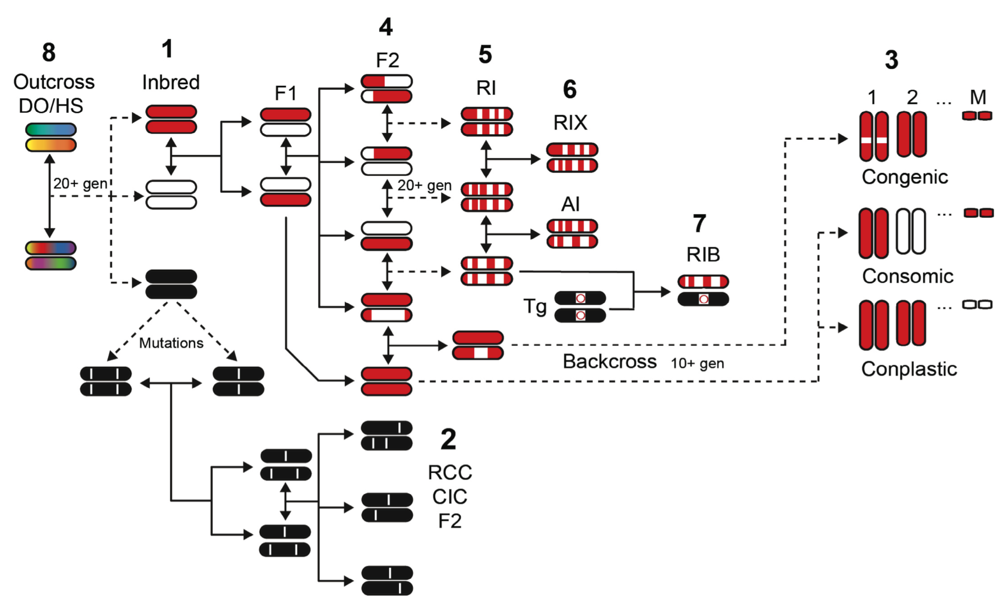 8
Outcross
DO/HS
20+ gen
1
Inbred
F1
4
F2
20+ gen
5
RI
6
RIX
AI
7
RIB
Tg
3
1 2 ... M
Congenic
...
Consomic
...
Conplastic
Backcross 10+ gen
Mutations
2
RCC
CIC
F2